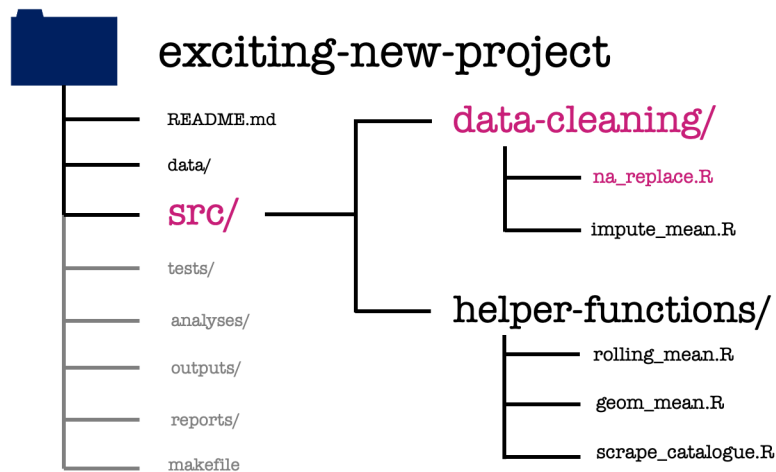 exciting-new-project
README.md
data/
src/
tests/
analyses/
outputs/
reports/
makefile
data-cleaning/
na_replace.R
impute_mean.R
helper-functions/
rolling_mean.R
geom_mean.R
scrape_catalogue.R